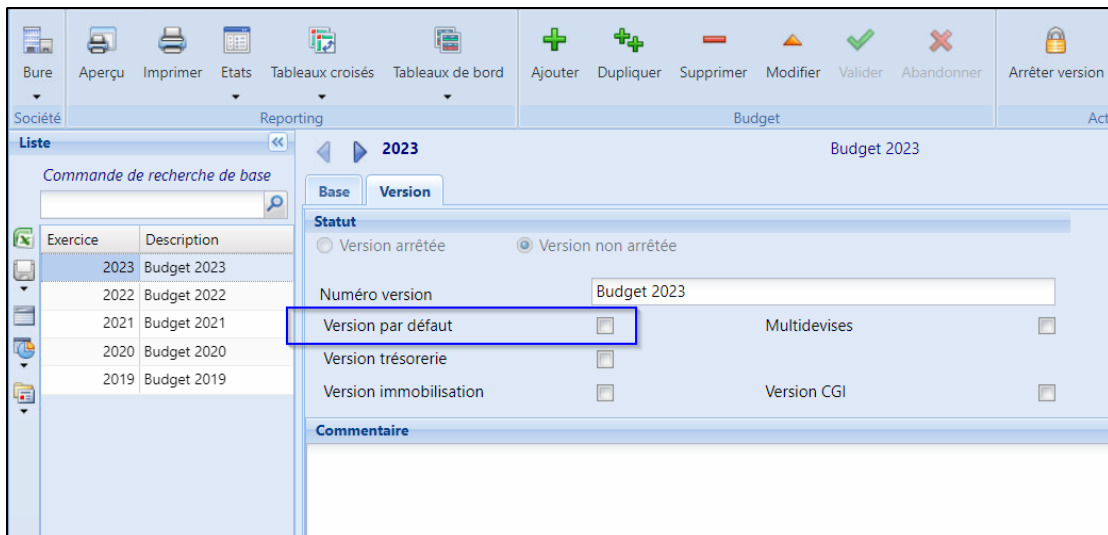 Bure Aperçu Imprimer Etats Tableaux croisés Tableaux de bord Ajouter Dupliquer Supprimer Modifier Valider Abandonner Arrêter version
Société Reporting Budget Act
Liste
2023 Budget 2023
Commande de recherche de base
Base Version
Statut
Exercice Description
Version arrêtée Version non arrêtée
2023 Budget 2023
2022 Budget 2022
2021 Budget 2021
2020 Budget 2020
2019 Budget 2019
Numéro version Budget 2023
Version par défaut Multidevises
Version trésorerie
Version immobilisation Version CGI
Commentaire